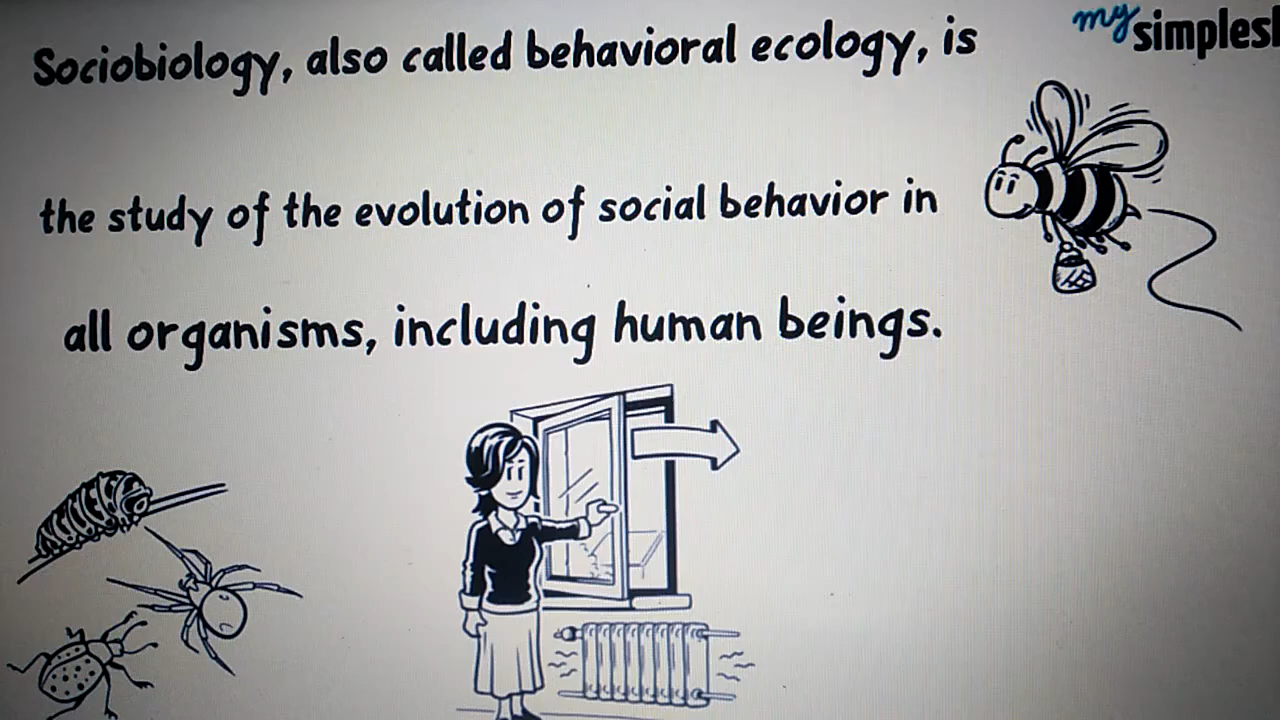 Sociobiology, also called behavioral ecology, is
my
the study of the evolution of social behavior in
all organisms, including human beings.